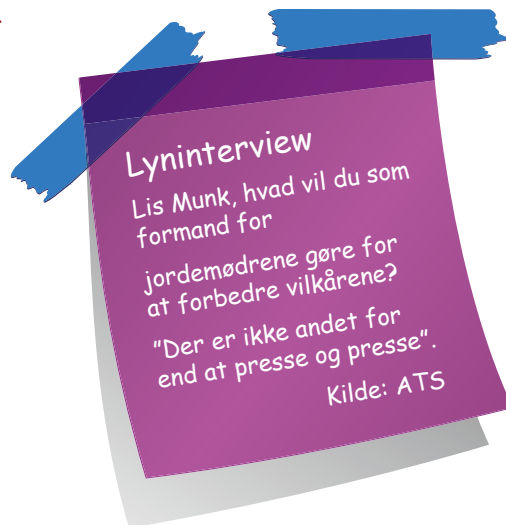 Lyninterview
Lis Munk, hvad vil du som
formand for
jordemødrene gøre for
at forbedre vilkårene?
"Der er ikke andet for
end at presse og presse".
Kilde: ATS